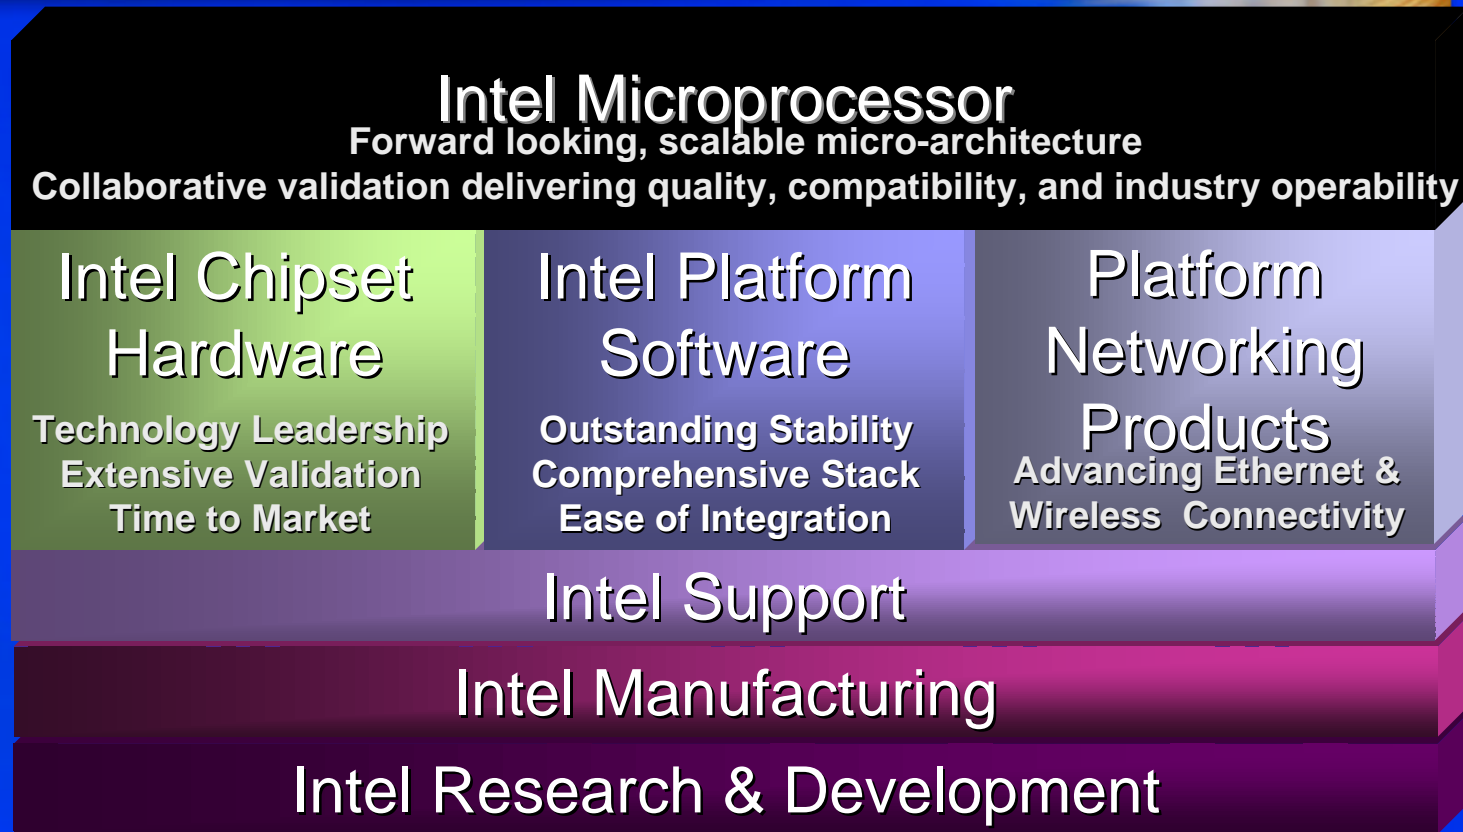 Intel Microprocessor
Forward looking, scalable micro-architecture
Collaborative validation delivering quality, compatibility, and industry operability
Intel Chipset
Hardware
Technology Leadership
Extensive Validation
Time to Market
Intel Platform
Software
Outstanding Stability
Comprehensive Stack
Ease of Integration
Platform
Networking
Products
Advancing Ethernet &
Wireless Connectivity
Intel Support
Intel Manufacturing
Intel Research & Development